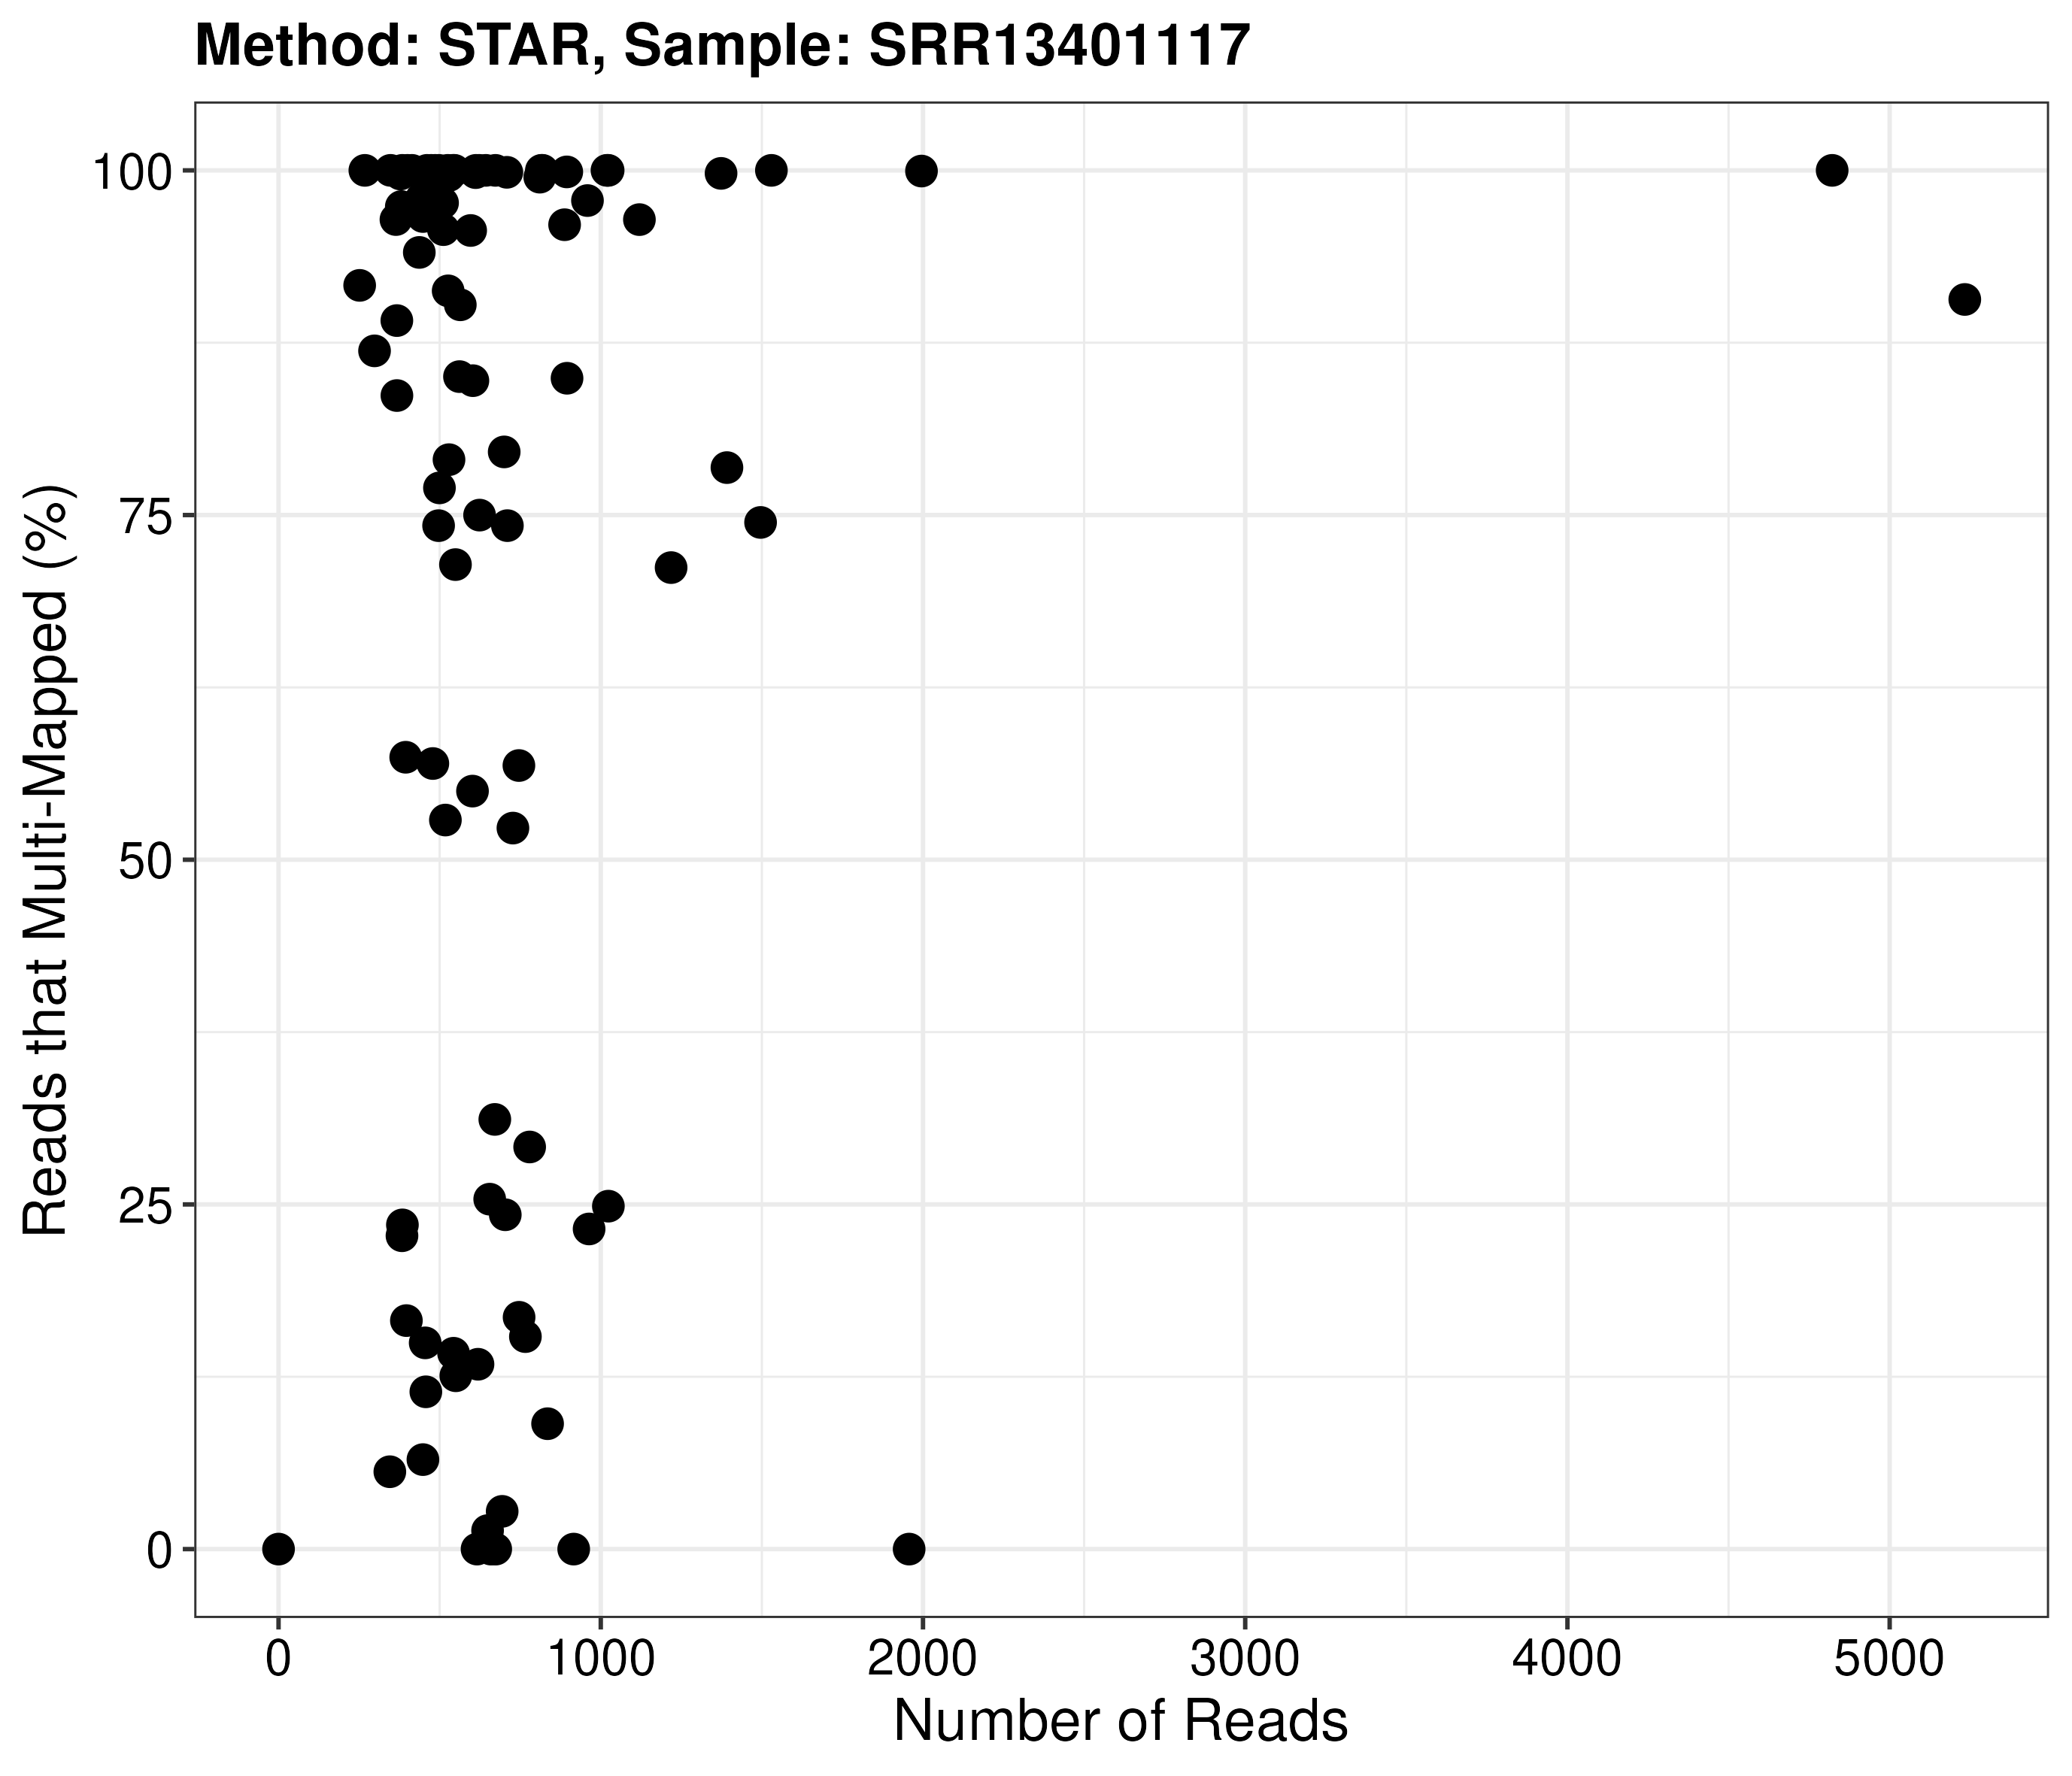 Method: STAR, Sample: SRR13401117
Reads that Multi-Mapped (%)
100
75
50
25
0
0 1000 2000 3000 4000 5000
Number of Reads